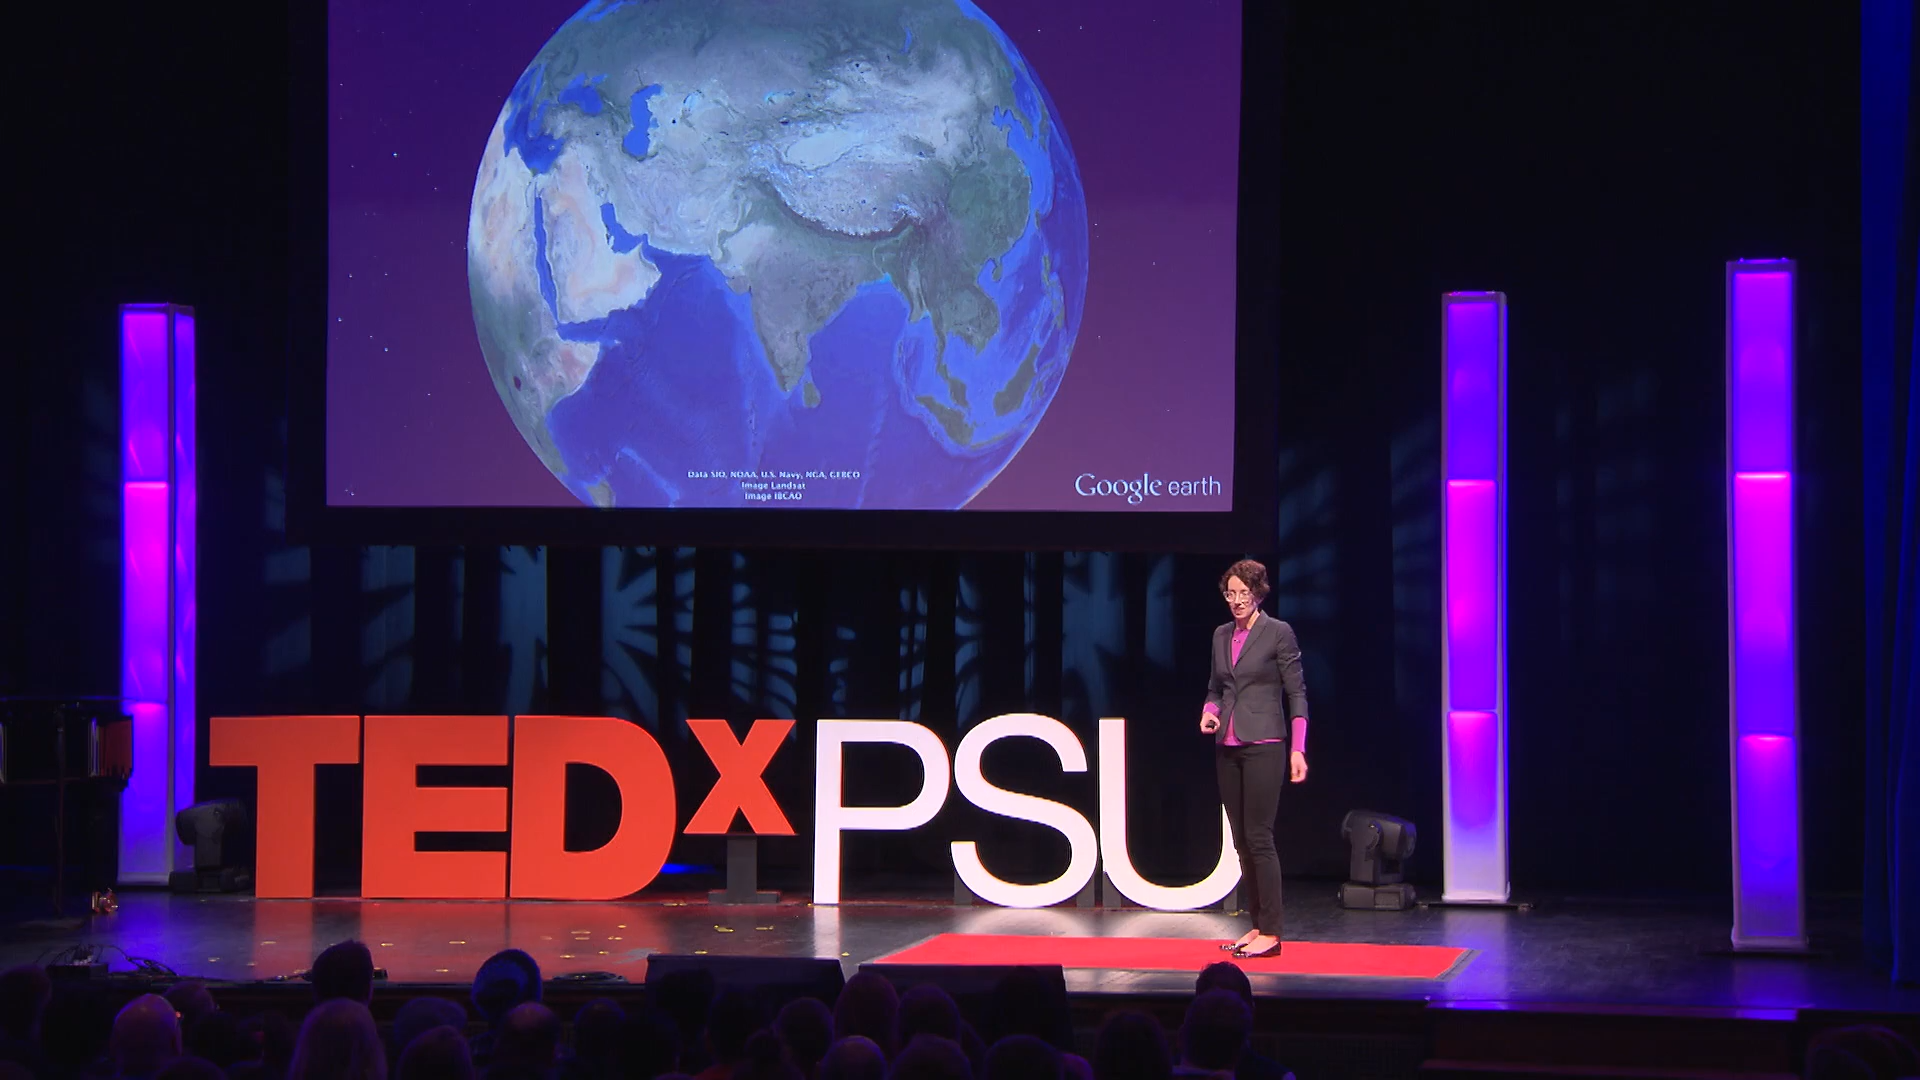 Data SIO, NOAA, U.S. Navy, NGA, GEBCO
Image Landsat
Image IBCAO
Google earth
TEDxPSU